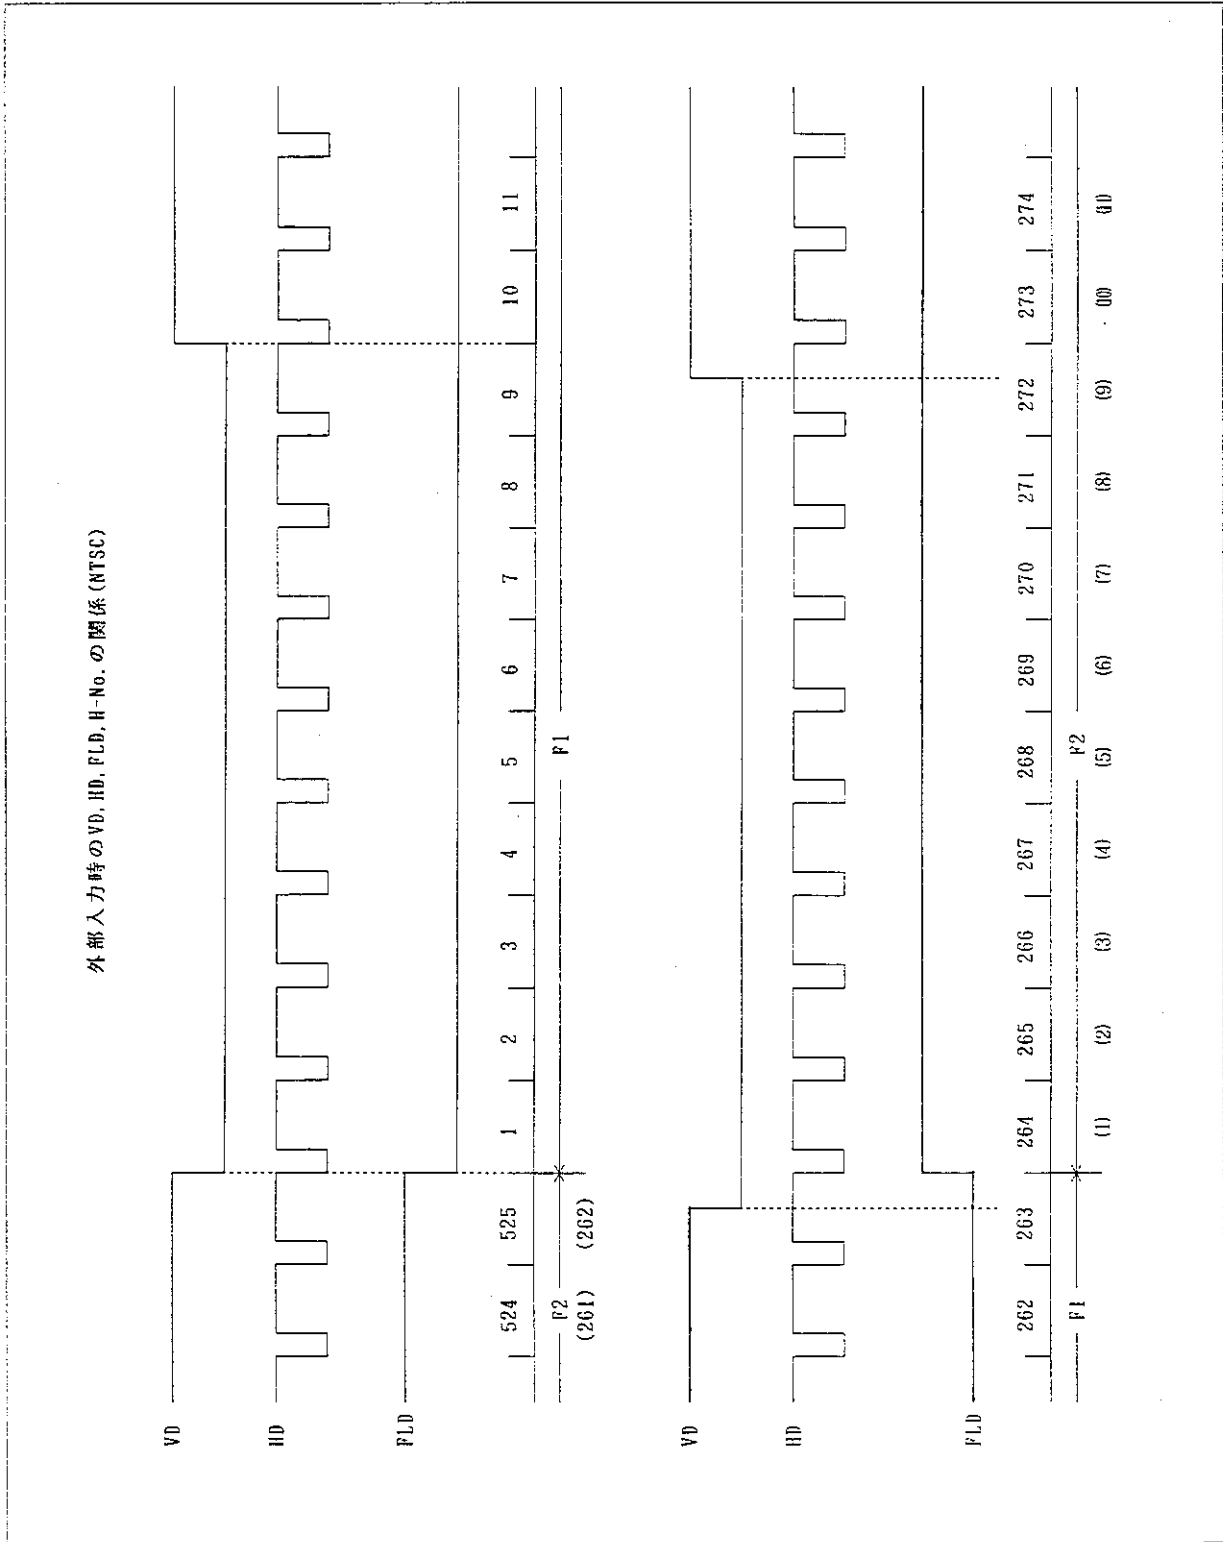 外部入力時のVD, HD, FLD, H-No. の関係(NTSC)
VD
HD
FLD
524 525 1 2 3 4 5 6 7 8 9 10 11
F2 F1
(261) (262)
VD
HD
FLD
262 263 264 265 266 267 268 269 270 271 272 273 274
F1 F2
(1) (2) (3) (4) (5) (6) (7) (8) (9) (10) (11)